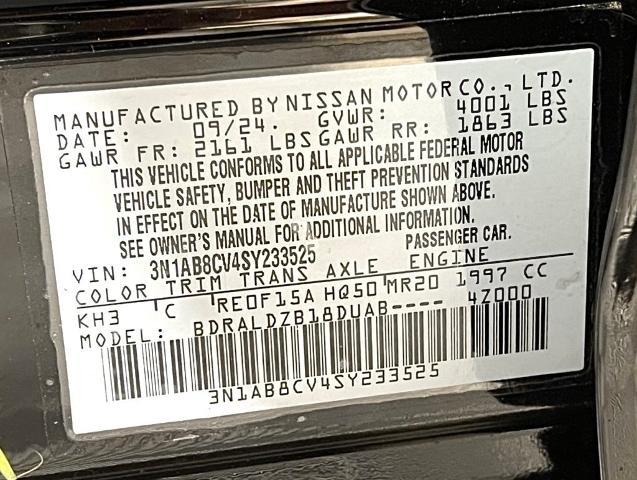 MANUFACTURED BY NISSAN MOTOR CO., LTD.
DATE: 09/24. GVWR: 4001 LBS
GAWR FR: 2161 LBS GAWR RR: 1863 LBS
THIS VEHICLE CONFORMS TO ALL APPLICABLE FEDERAL MOTOR
VEHICLE SAFETY, BUMPER AND THEFT PREVENTION STANDARDS
IN EFFECT ON THE DATE OF MANUFACTURE SHOWN ABOVE.
SEE OWNER'S MANUAL FOR ADDITIONAL INFORMATION.
VIN: 3N1AB8CV4SY233525 PASSENGER CAR.
COLOR TRIM TRANS AXLE ENGINE
KH3 C RE0F15A HQ50 MR20 1997 CC
MODEL: BDRALDZB18DUAB---- 4Z000
3N1AB8CV4SY233525